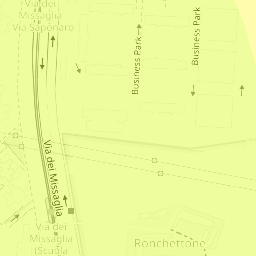 Via dei
Missaglia
Via Saponaro
Business Park
Business Park
Via dei Missaglia
Via dei
Missaglia
(Scuola
Ronchettone